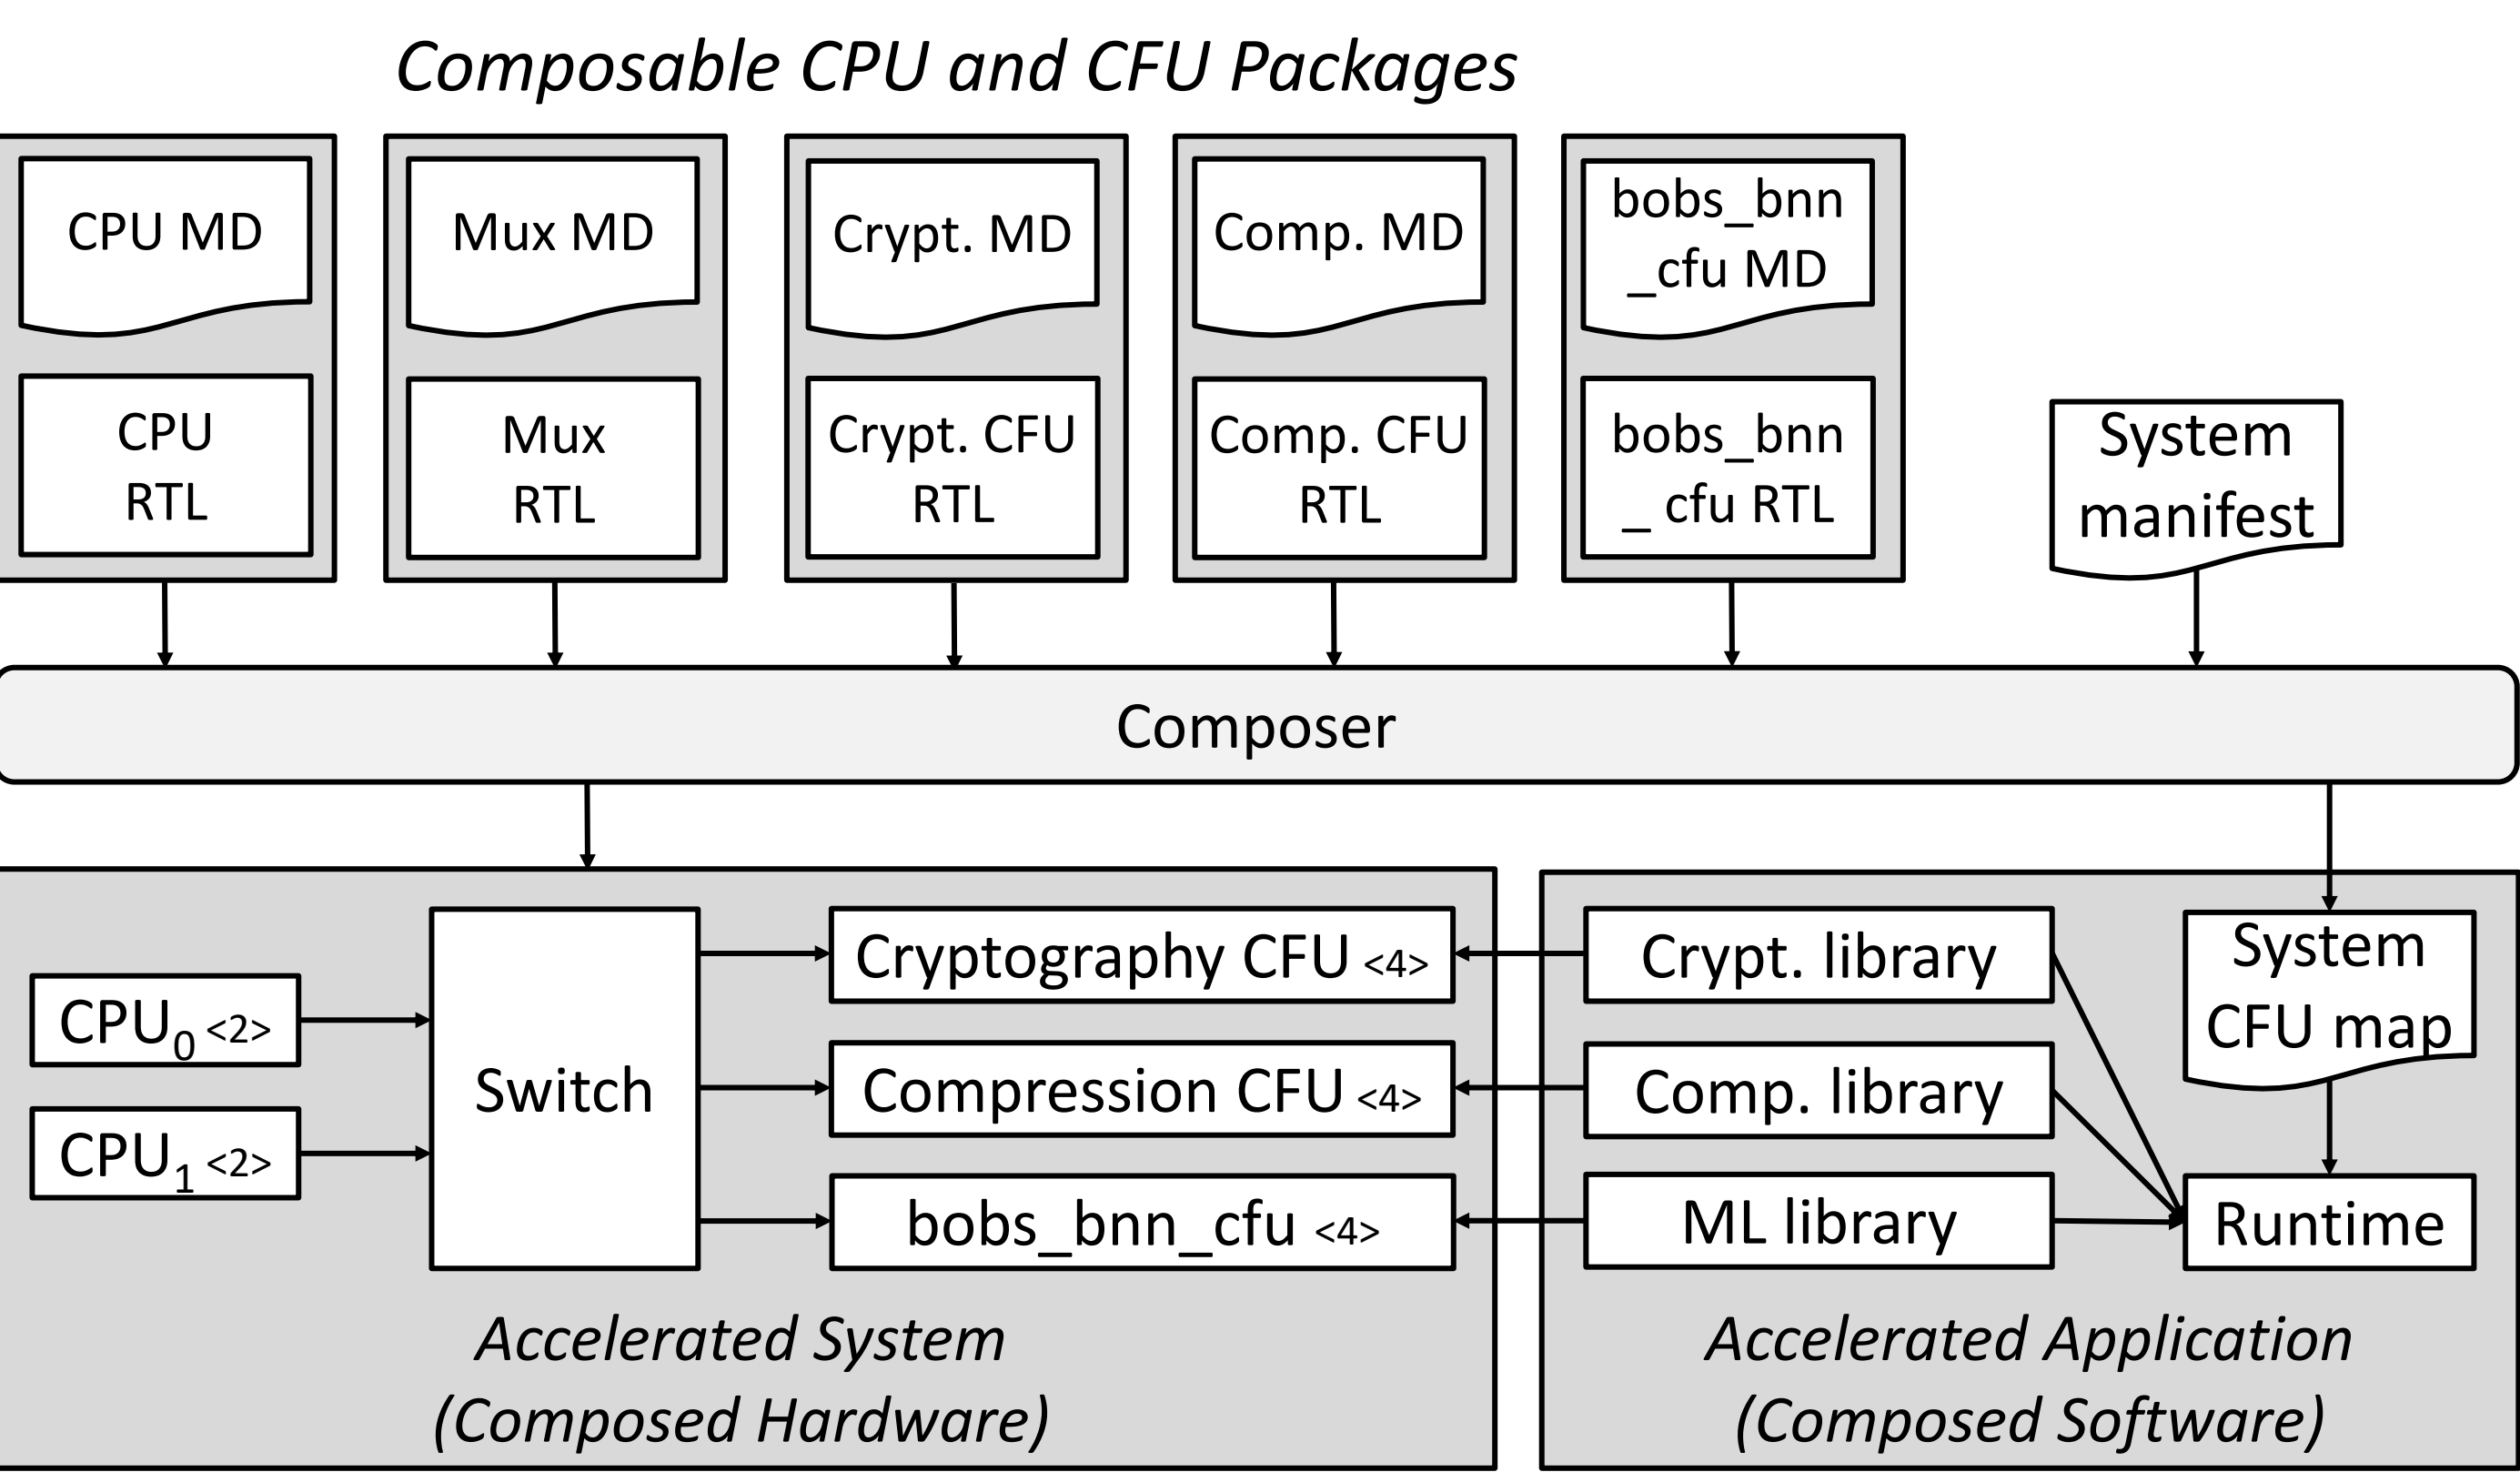 Composable CPU and CFU Packages
CPU MD
CPU
RTL
Mux MD
Mux
RTL
Crypt. MD
Crypt. CFU
RTL
Comp. MD
Comp. CFU
RTL
bobs_bnn
_cfu MD
bobs_bnn
_ cfu RTL
System
manifest
Composer
CPU0 <2>
CPU1 <2>
Switch
Cryptography CFU <4>
Compression CFU <4>
bobs_bnn_cfu <4>
Accelerated System
(Composed Hardware)
Crypt. library
Comp. library
ML library
System
CFU map
Runtime
Accelerated Application
(Composed Software)